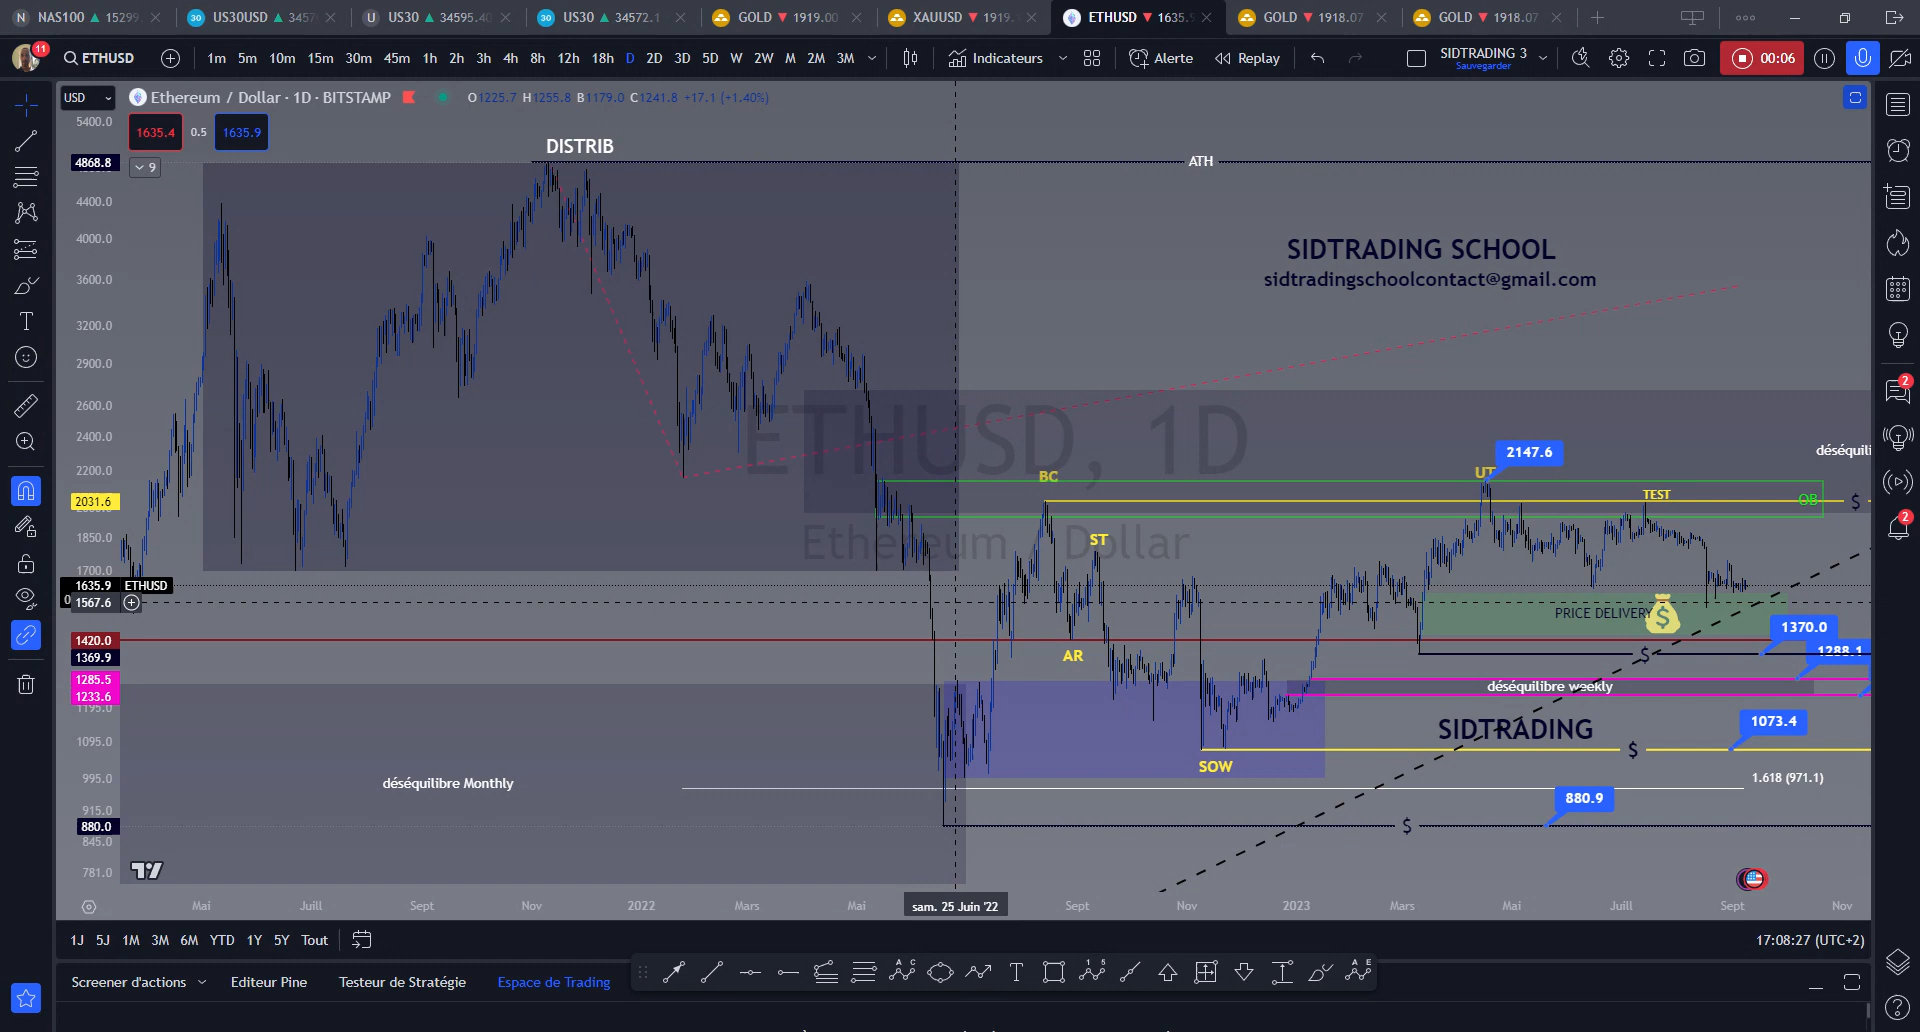 NAS100 15299
US30USD 3457
US30 34595.40
US30 34572.1
GOLD 1919.00
XAUUSD 1919.1
ETHUSD 1635.9
GOLD 1918.07
GOLD 1918.07
11 ETHUSD 1m 5m 10m 15m 30m 45m 1h 2h 3h 4h 8h 12h 18h D 2D 3D 5D W 2W M 2M 3M Indicateurs Alerte Replay SIDTRADING 3 Sauvegarder 00:06
USD Ethereum / Dollar · 1D · BITSTAMP O1225.7 H1255.8 B1179.0 C1241.8 +17.1 (+1.40%)
1635.4 0.5 1635.9
9
5400.0
4868.8
4400.0
4000.0
3600.0
3200.0
2900.0
2600.0
2400.0
2200.0
2031.6
1850.0
1700.0
1635.9 ETHUSD
1567.6
1420.0
1369.9
1285.5
1233.6
1195.0
1095.0
995.0
915.0
880.0
845.0
781.0
DISTRIB
ATH
SIDTRADING SCHOOL
sidtradingschoolcontact@gmail.com
ETHUSD, 1D
Ethereum / Dollar
déséquili
BC
UT
2147.6
TEST
OB
$
ST
PRICE DELIVERY
$
1370.0
AR
$
1288.1
déséquilibre weekly
SIDTRADING
1073.4
$
SOW
1.618 (971.1)
déséquilibre Monthly
880.9
$
2
2
Mai Juill Sept Nov 2022 Mars Mai sam. 25 Juin '22 Sept Nov 2023 Mars Mai Juill Sept Nov
1J 5J 1M 3M 6M YTD 1Y 5Y Tout 17:08:27 (UTC+2)
Screener d'actions Editeur Pine Testeur de Stratégie Espace de Trading